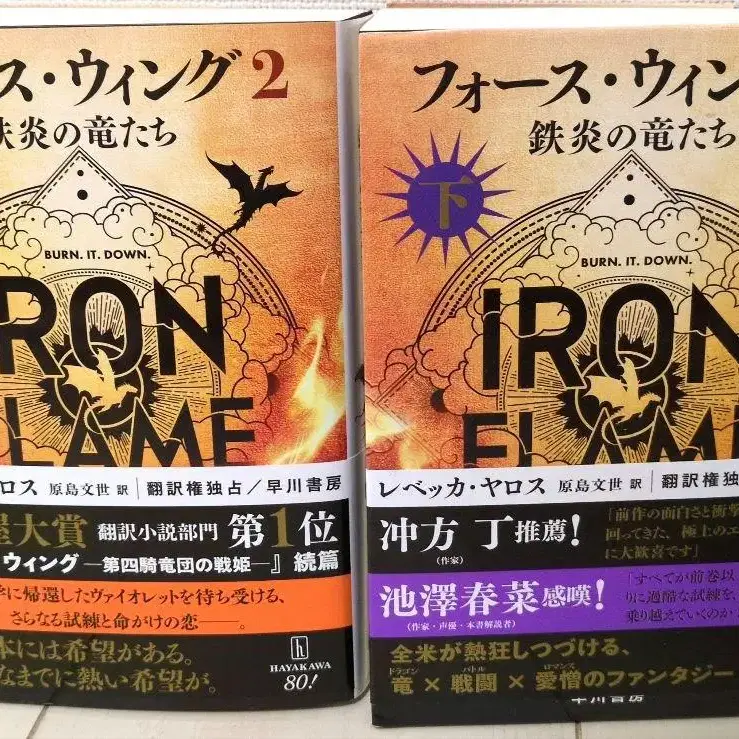 ス・ウィング2
鉄炎の竜たち
BURN. IT. DOWN.
IRON
FLAME
ロス 原島文世 訳 翻訳権独占/早川書房
大賞 翻訳小説部門 第1位
ウィング―第四騎竜団の戦姫―』続篇
に帰還したヴァイオレットを待ち受ける、
さらなる試練と命がけの恋――。
本には希望がある。
なまでに熱い希望が。
h
HAYAKAWA
80!
フォース・ウィン
鉄炎の竜たち
下
BURN. IT. DOWN.
IRON
FLAME
レベッカ・ヤロス 原島文世 訳 翻訳権独
冲方 丁推薦!
(作家)
「前作の面白さと衝撃
回ってきた、極上のエ
に大歓喜です」
池澤春菜感嘆!
(作家・声優・本書解説者)
「すべてが前巻以
りに過酷な試練を、
乗り越えていくのか
全米が熱狂しつづける、
竜×戦闘×愛憎のファンタジー
ドラゴン バトル ロマンス
早川書房